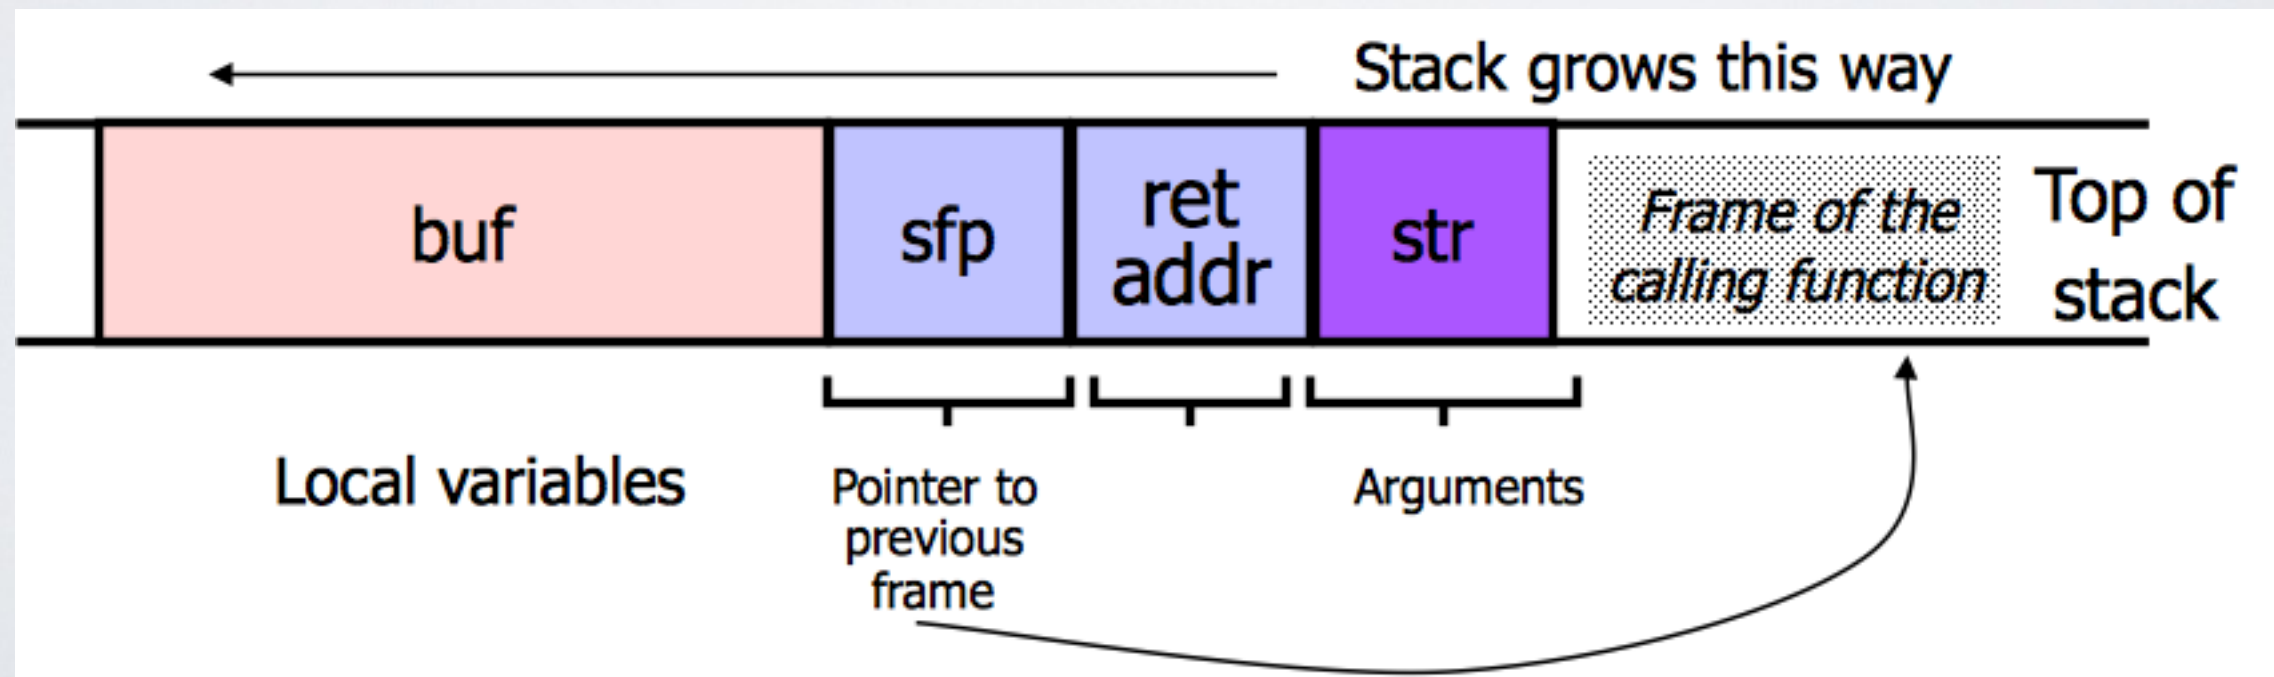 Stack grows this way
buf
sfp
ret
addr
str
Frame of the
calling function
Top of
stack
Local variables
Pointer to
previous
frame
Arguments